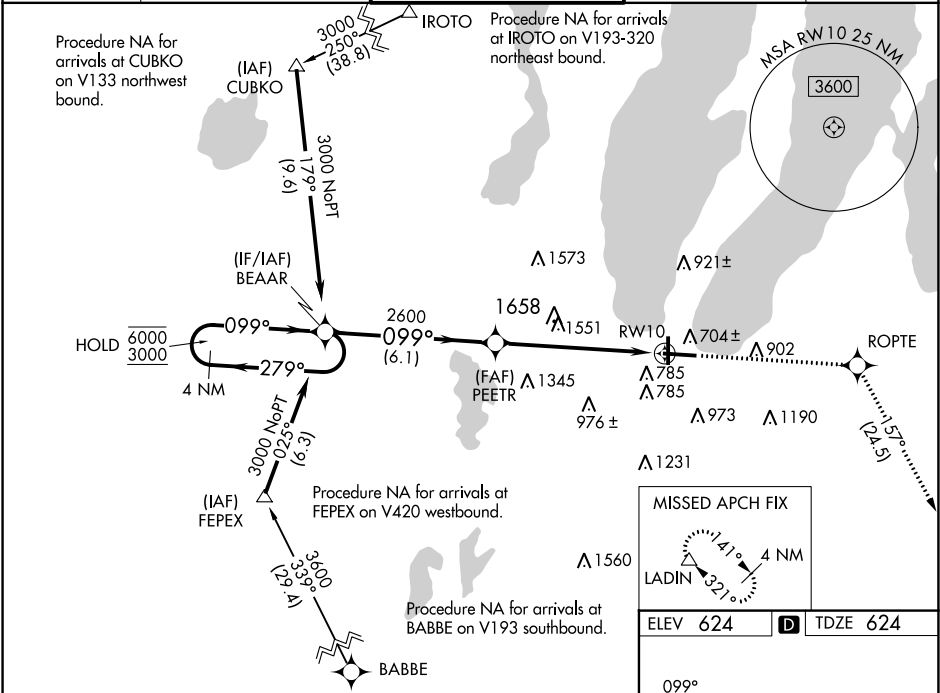 Procedure NA for
arrivals at CUBKO
on V133 northwest
bound.
3000
250°
(38.8)
IROTO
Procedure NA for arrivals
at IROTO on V193-320
northeast bound.
MSA RW10 25 NM
3600
(IAF)
CUBKO
3000 NoPT
179°
(9.6)
(IF/IAF)
BEAAR
1573
921±
HOLD
6000
3000
099°
279°
4 NM
2600
099°
(6.1)
1658
1551
RW10
704±
902
ROPTE
(FAF)
PEETR
1345
976 ±
785
785
973
1190
1231
157°
(24.5)
3000 NoPT
025°
(6.3)
(IAF)
FEPEX
Procedure NA for arrivals at
FEPEX on V420 westbound.
1560
3600
339°
(29.4)
Procedure NA for arrivals at
BABBE on V193 southbound.
BABBE
MISSED APCH FIX
141°
4 NM
LADIN
321°
ELEV 624
D
TDZE 624
099°